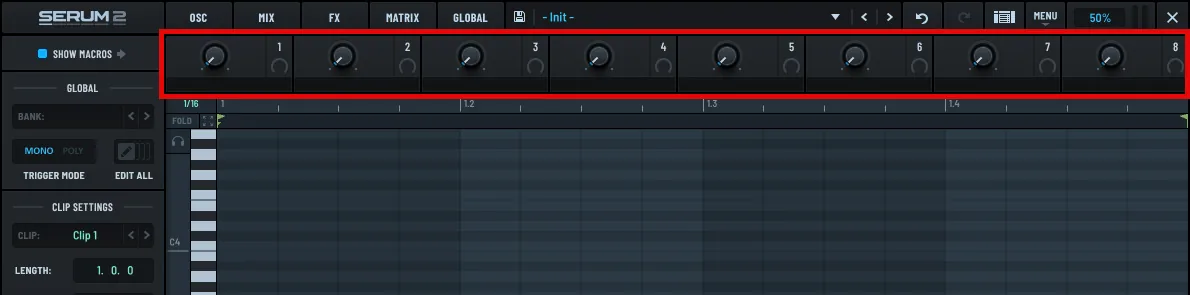 SERUM 2 OSC MIX FX MATRIX GLOBAL - Init - MENU 50%
SHOW MACROS 1 2 3 4 5 6 7 8
GLOBAL
1/16 1 1.2 1.3 1.4
BANK: FOLD
MONO POLY
TRIGGER MODE EDIT ALL
CLIP SETTINGS
CLIP: Clip 1 C4
LENGTH: 1. 0. 0